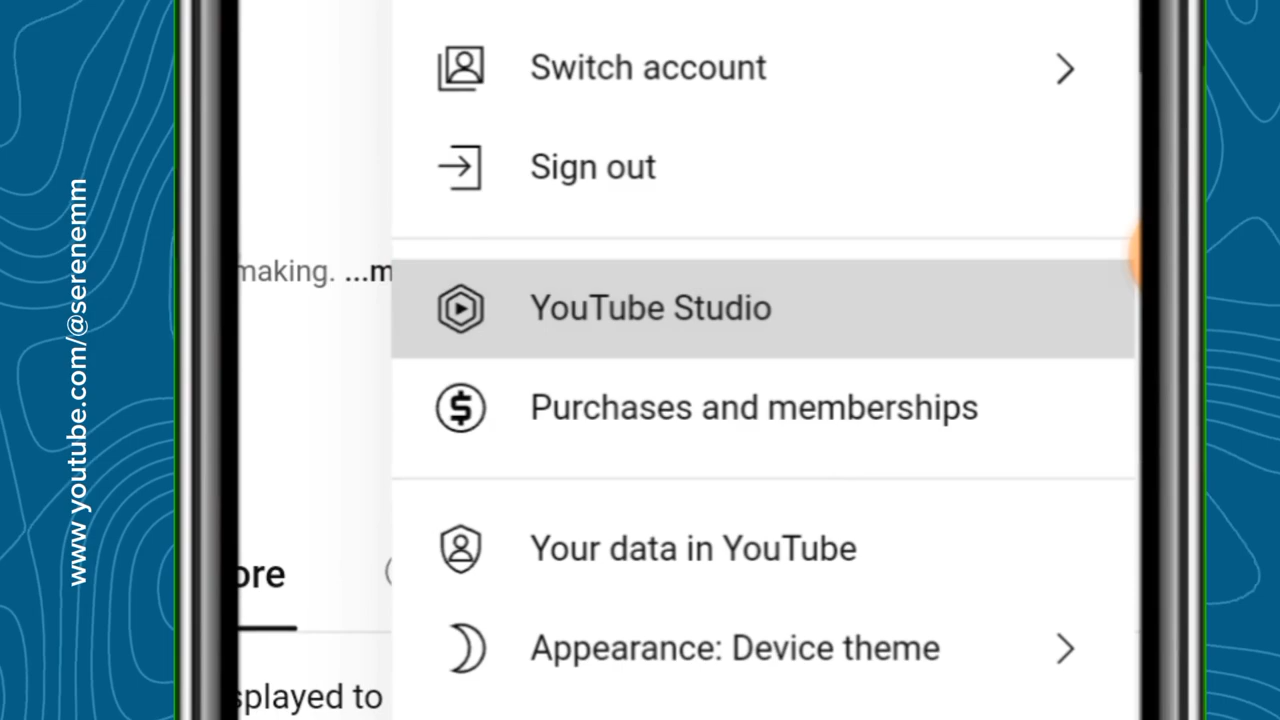 www youtube.com/@serenemm
Switch account
Sign out
making. ...m
YouTube Studio
Purchases and memberships
Your data in YouTube
ore
Appearance: Device theme
splayed to